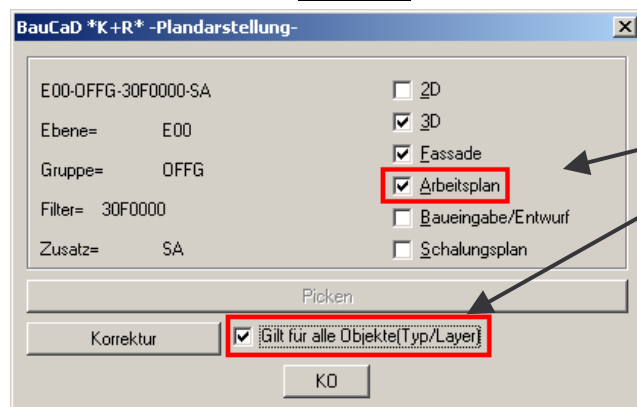 BauCaD *K+R* -Plandarstellung-
E00-OFFG-30F0000-SA
2D
3D
Ebene= E00
Fassade
Gruppe= OFFG
Arbeitsplan
Filter= 30F0000
Baueingabe/Entwurf
Zusatz= SA
Schalungsplan
Picken
Korrektur
Gilt für alle Objekte(Typ/Layer)
KO